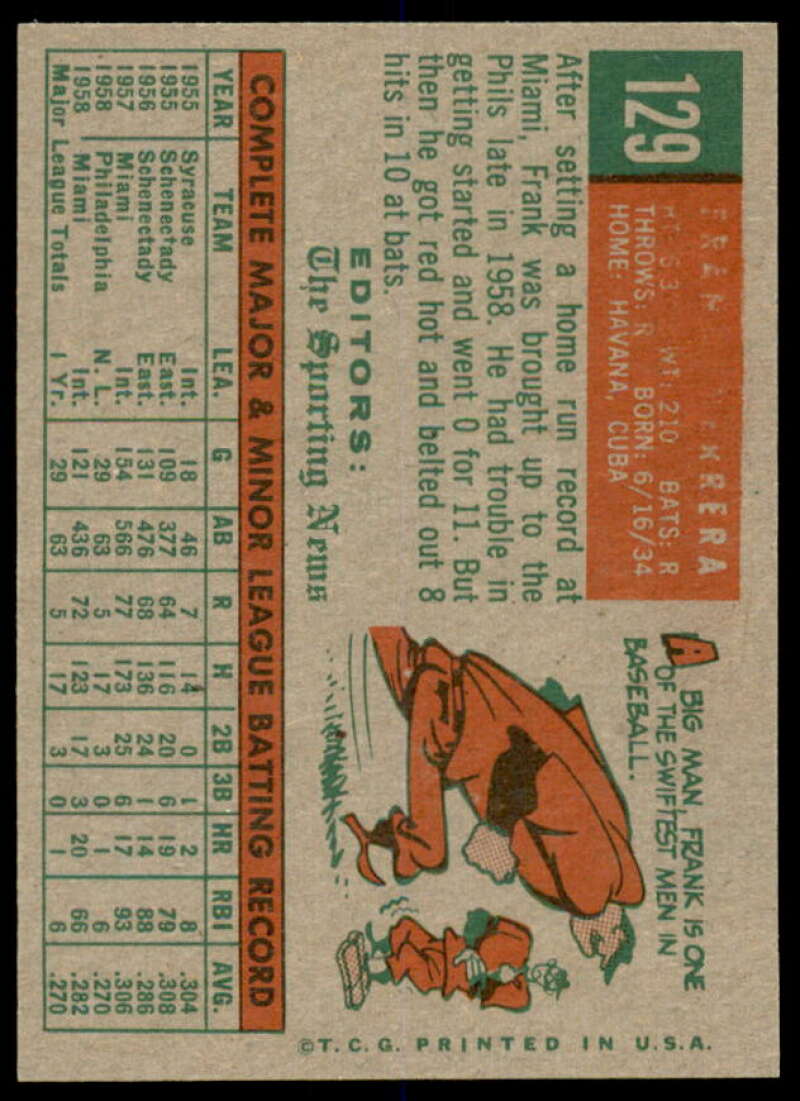 129
WT: 210 BATS: R
THROWS: R BORN: 6/16/34
HOME: HAVANA, CUBA
After setting a home run record at
Miami, Frank was brought up to the
Phils late in 1958. He had trouble in
getting started and went 0 for 11. But
then he got red hot and belted out 8
hits in 10 at bats.
EDITORS:
The Sporting News
A BIG MAN, FRANK IS ONE
OF THE SWIFTEST MEN IN
BASEBALL.
©T.C.G. PRINTED IN U.S.A.
COMPLETE MAJOR & MINOR LEAGUE BATTING RECORD
YEAR TEAM LEA. G AB R H 2B 3B HR RBI AVG.
1955 Syracuse Int. 18 46 7 14 0 1 2 8 .304
1955 Schenectady East. 109 377 64 116 20 6 19 79 .308
1956 Schenectady East. 131 476 68 136 24 1 14 88 .286
1957 Miami Int. 154 566 77 173 25 6 17 93 .306
1958 Philadelphia N. L. 29 63 5 17 3 0 1 6 .270
1958 Miami Int. 121 436 72 123 17 3 20 66 .282
Major League Totals 1 Yr. 29 63 5 17 3 0 1 6 .270